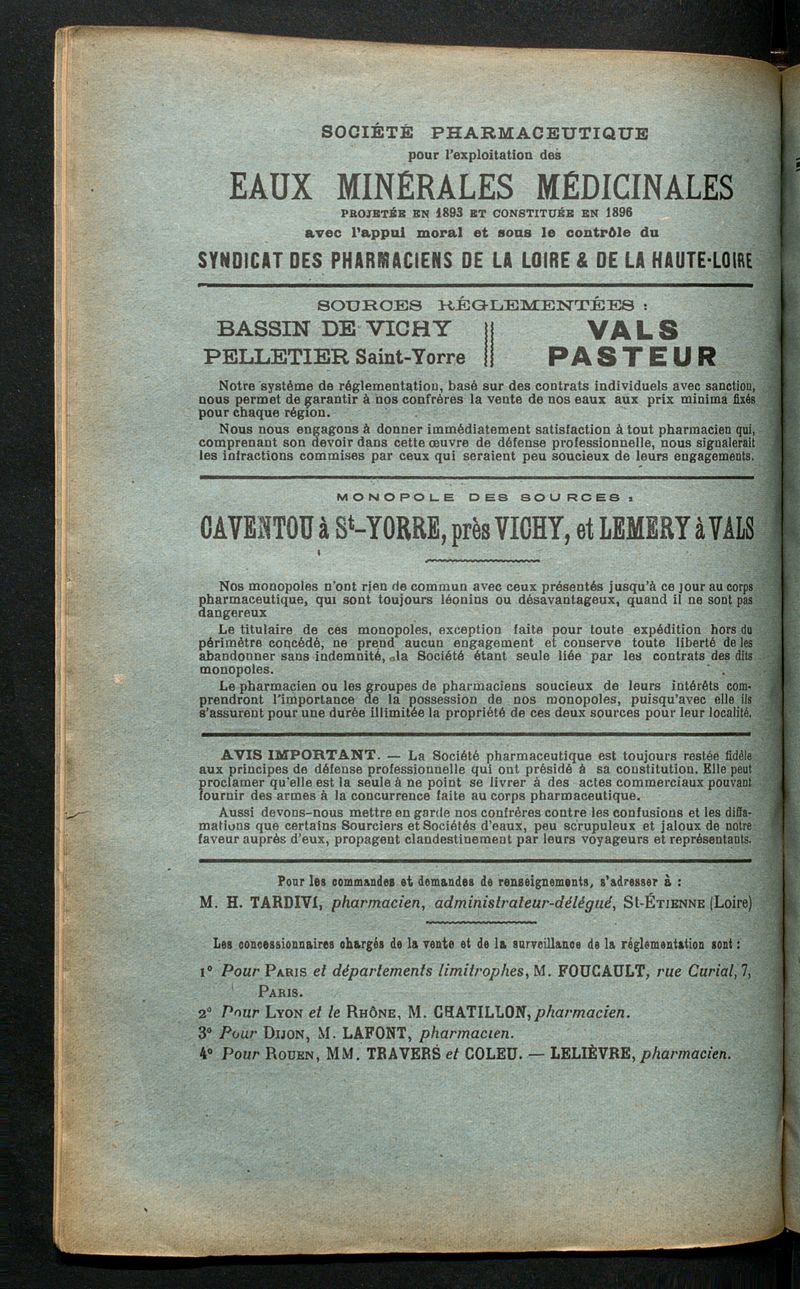 SOCIÉTÉ PHARMACEUTIQUE
pour l'exploitation des
EAUX MINÉRALES MÉDICINALES
PROJETÉE EN 1893 ET CONSTITUÉE EN 1896
avec l'appui moral et sous le contrôle du
SYNDICAT DES PHARMACIENS DE LA LOIRE & DE LA HAUTE-LOIRE
SOURCES RÉGLEMENTÉES :
BASSIN DE VICHY
PELLETIER Saint-Yorre
VALS
PASTEUR
Notre système de réglementation, basé sur des contrats individuels avec sanction,
nous permet de garantir à nos confrères la vente de nos eaux aux prix minima fixés
pour chaque région.
Nous nous engageons à donner immédiatement satisfaction à tout pharmacien qui,
comprenant son devoir dans cette œuvre de défense professionnelle, nous signalerait
les infractions commises par ceux qui seraient peu soucieux de leurs engagements.
MONOPOLE DES SOURCES :
CAVENTOU à St-YORRE, près VICHY, et LEMERY à VALS
Nos monopoles n'ont rien de commun avec ceux présentés jusqu'à ce jour au corps
pharmaceutique, qui sont toujours léonins ou désavantageux, quand il ne sont pas
dangereux
Le titulaire de ces monopoles, exception faite pour toute expédition hors du
périmètre concédé, ne prend aucun engagement et conserve toute liberté de les
abandonner sans indemnité, la Société étant seule liée par les contrats des dits
monopoles.
Le pharmacien ou les groupes de pharmaciens soucieux de leurs intérêts com-
prendront l'importance de la possession de nos monopoles, puisqu'avec elle ils
s'assurent pour une durée illimitée la propriété de ces deux sources pour leur localité.
AVIS IMPORTANT. — La Société pharmaceutique est toujours restée fidèle
aux principes de défense professionnelle qui ont présidé à sa constitution. Elle peut
proclamer qu'elle est la seule à ne point se livrer à des actes commerciaux pouvant
fournir des armes à la concurrence faite au corps pharmaceutique.
Aussi devons-nous mettre en garde nos confrères contre les confusions et les diffa-
mations que certains Sourciers et Sociétés d'eaux, peu scrupuleux et jaloux de notre
faveur auprès d'eux, propagent clandestinement par leurs voyageurs et représentants.
Pour les commandes et demandes de renseignements, s'adresser à :
M. H. TARDIVI, pharmacien, administrateur-délégué, St-ÉTIENNE (Loire)
Les concessionnaires chargés de la vente et de la surveillance de la réglementation sont :
1º Pour PARIS et départements limitrophes, M. FOUCAULT, rue Curial, 7,
PARIS.
2º Pour LYON et le RHÔNE, M. CHATILLON, pharmacien.
3º Pour DIJON, M. LAFONT, pharmacien.
4º Pour ROUEN, MM. TRAVERS et COLEU. — LELIÈVRE, pharmacien.